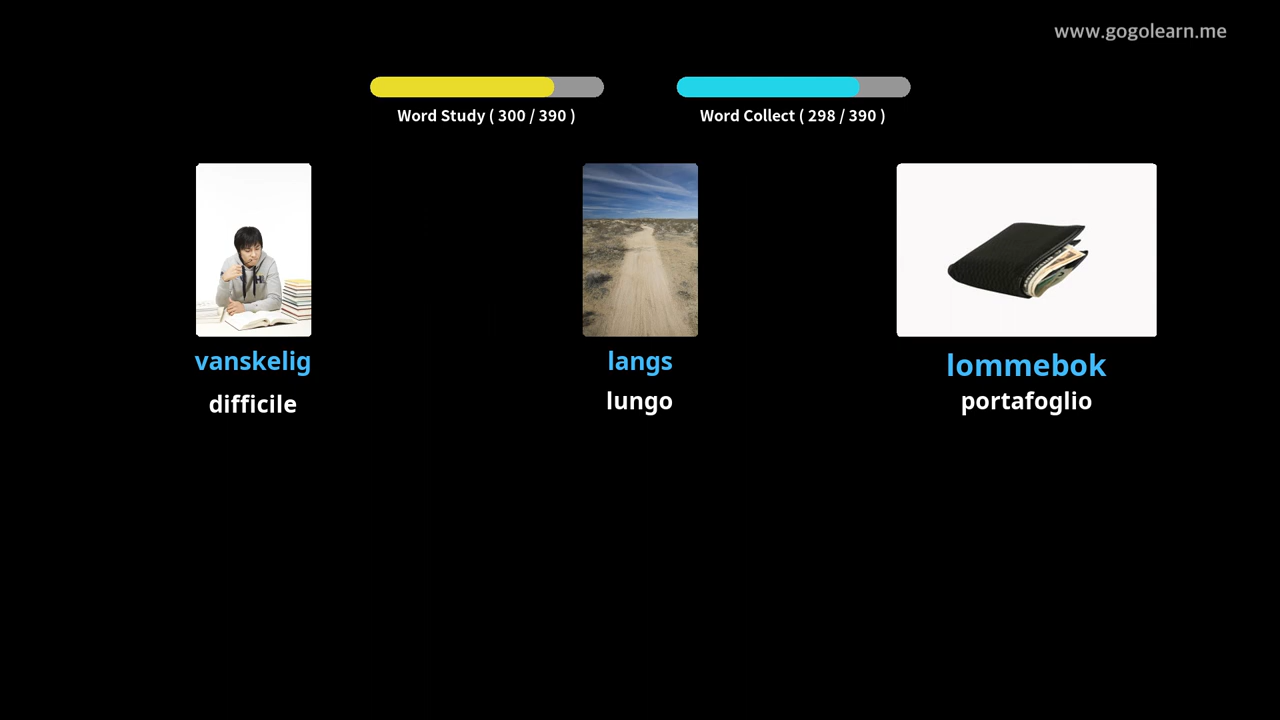 www.gogolearn.me
Word Study ( 300 / 390 )
Word Collect ( 298 / 390 )
vanskelig
difficile
langs
lungo
lommebok
portafoglio